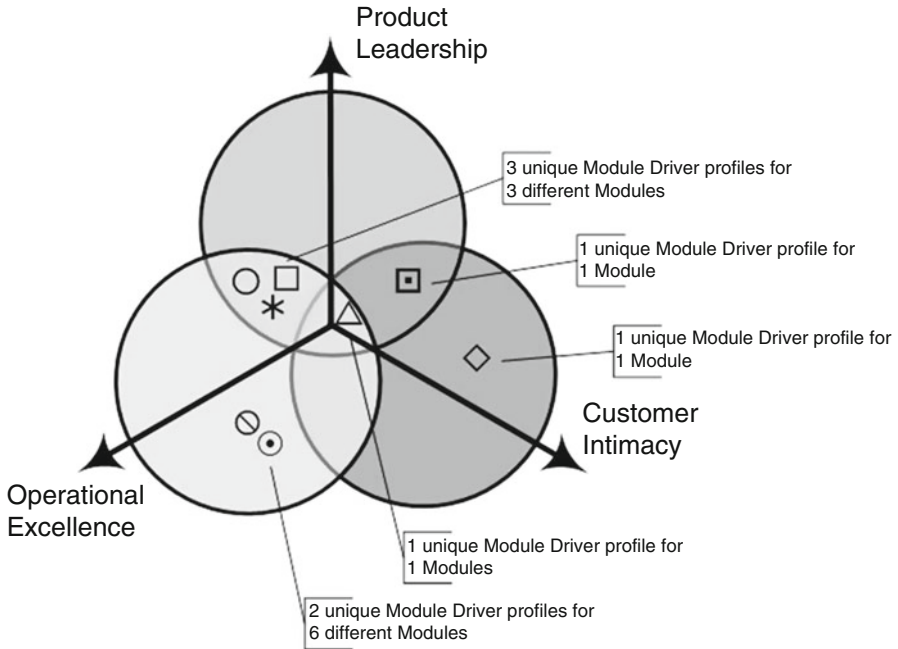 Product
Leadership
3 unique Module Driver profiles for
3 different Modules
1 unique Module Driver profile for
1 Module
1 unique Module Driver profile for
1 Module
Customer
Intimacy
Operational
Excellence
1 unique Module Driver profile for
1 Modules
2 unique Module Driver profiles for
6 different Modules